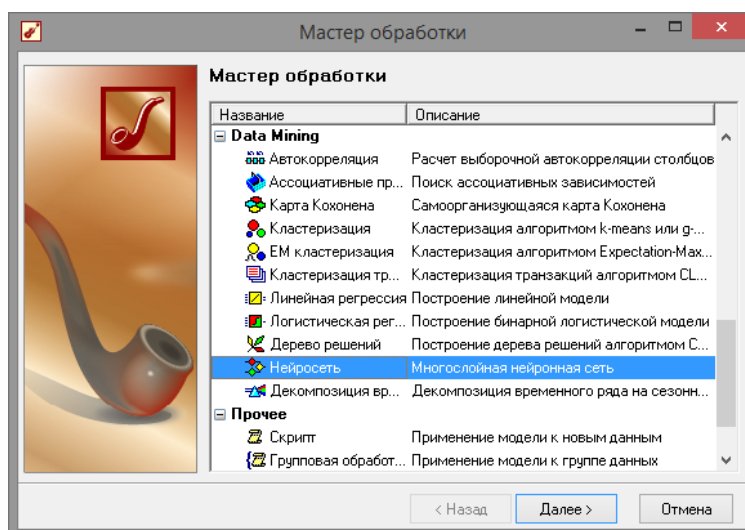 Мастер обработки
Мастер обработки
Название Описание
Data Mining
Автокорреляция Расчет выборочной автокорреляции столбцов
Ассоциативные пр... Поиск ассоциативных зависимостей
Карта Кохонена Самоорганизующаяся карта Кохонена
Кластеризация Кластеризация алгоритмом k-means или g-...
EM кластеризация Кластеризация алгоритмом Expectation-Max...
Кластеризация тр... Кластеризация транзакций алгоритмом CL...
Линейная регрессия Построение линейной модели
Логистическая рег... Построение бинарной логистической модели
Дерево решений Построение дерева решений алгоритмом C...
Нейросеть Многослойная нейронная сеть
Декомпозиция вр... Декомпозиция временного ряда на сезонн...
Прочее
Скрипт Применение модели к новым данным
Групповая обработ... Применение модели к группе данных
< Назад Далее > Отмена